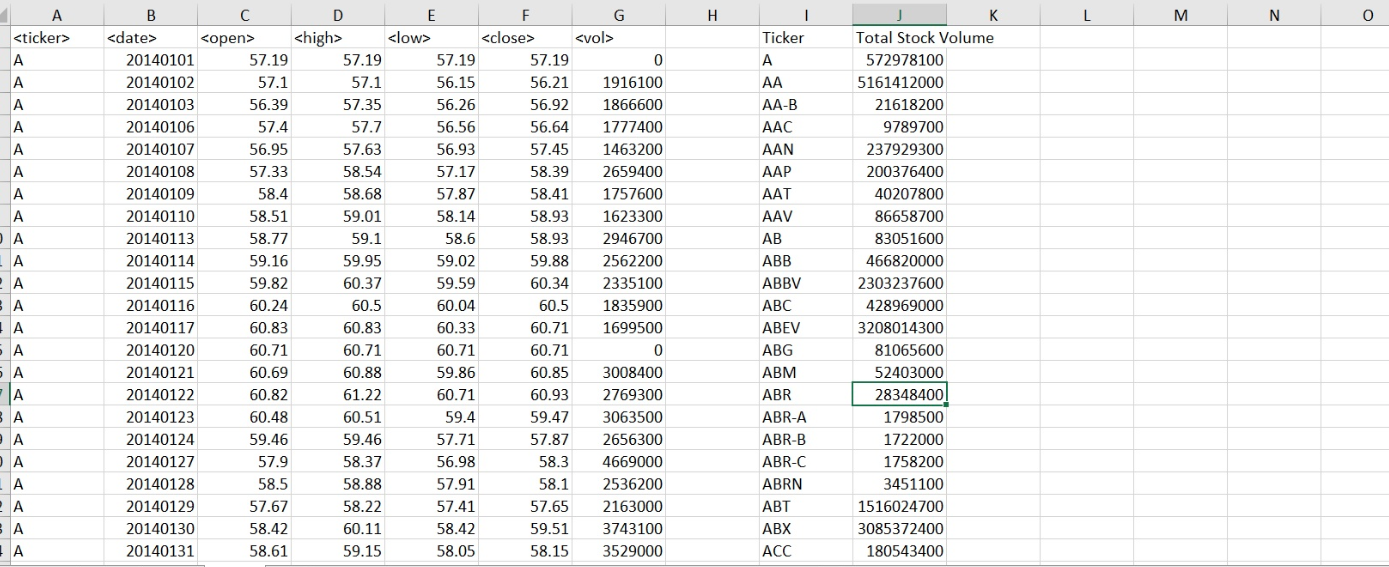 A B C D E F G H I J K L M N O
<ticker> <date> <open> <high> <low> <close> <vol> Ticker Total Stock Volume
A 20140101 57.19 57.19 57.19 57.19 0 A 572978100
A 20140102 57.1 57.1 56.15 56.21 1916100 AA 5161412000
A 20140103 56.39 57.35 56.26 56.92 1866600 AA-B 21618200
A 20140106 57.4 57.7 56.56 56.64 1777400 AAC 9789700
A 20140107 56.95 57.63 56.93 57.45 1463200 AAN 237929300
A 20140108 57.33 58.54 57.17 58.39 2659400 AAP 200376400
A 20140109 58.4 58.68 57.87 58.41 1757600 AAT 40207800
A 20140110 58.51 59.01 58.14 58.93 1623300 AAV 86658700
A 20140113 58.77 59.1 58.6 58.93 2946700 AB 83051600
A 20140114 59.16 59.95 59.02 59.88 2562200 ABB 466820000
A 20140115 59.82 60.37 59.59 60.34 2335100 ABBV 2303237600
A 20140116 60.24 60.5 60.04 60.5 1835900 ABC 428969000
A 20140117 60.83 60.83 60.33 60.71 1699500 ABEV 3208014300
A 20140120 60.71 60.71 60.71 60.71 0 ABG 81065600
A 20140121 60.69 60.88 59.86 60.85 3008400 ABM 52403000
A 20140122 60.82 61.22 60.71 60.93 2769300 ABR 28348400
A 20140123 60.48 60.51 59.4 59.47 3063500 ABR-A 1798500
A 20140124 59.46 59.46 57.71 57.87 2656300 ABR-B 1722000
A 20140127 57.9 58.37 56.98 58.3 4669000 ABR-C 1758200
A 20140128 58.5 58.88 57.91 58.1 2536200 ABRN 3451100
A 20140129 57.67 58.22 57.41 57.65 2163000 ABT 1516024700
A 20140130 58.42 60.11 58.42 59.51 3743100 ABX 3085372400
A 20140131 58.61 59.15 58.05 58.15 3529000 ACC 180543400